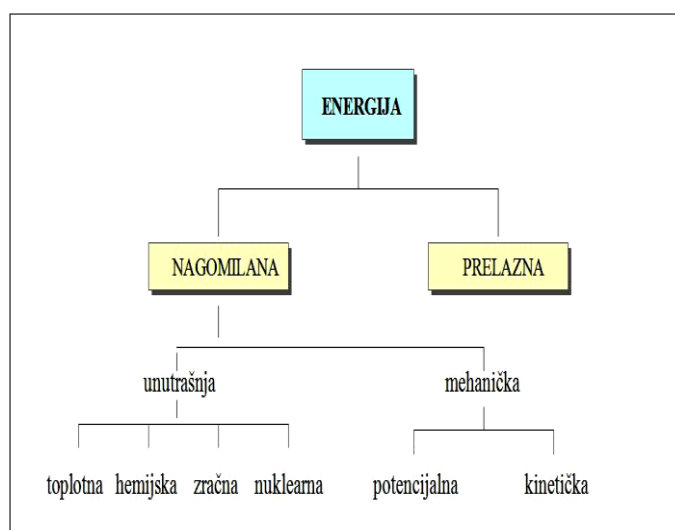 ENERGIJA
NAGOMILANA PRELAZNA
unutrašnja mehanička
toplotna hemijska zračna nuklearna potencijalna kinetička